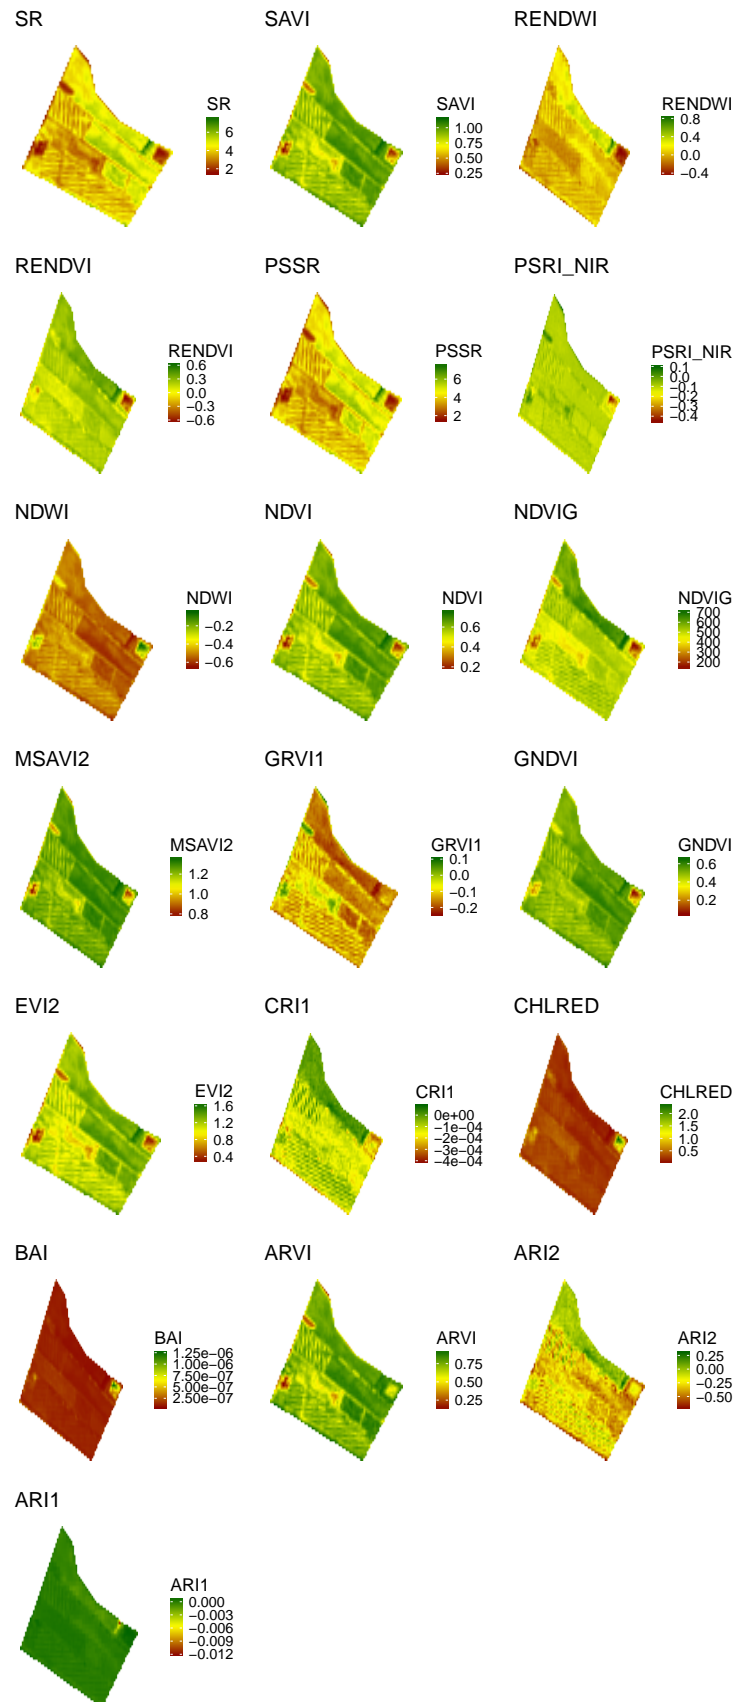 SR SAVI RENDWI
SR SAVI RENDWI
6 1.00 0.8
4 0.75 0.4
2 0.50 0.0
0.25 −0.4
RENDVI PSSR PSRI_NIR
RENDVI PSSR PSRI_NIR
0.6 6 0.1
0.3 4 0.0
0.0 2 −0.1
−0.3 −0.2
−0.6 −0.3
−0.4
NDWI NDVI NDVIG
NDWI NDVI NDVIG
−0.2 0.6 700
−0.4 0.4 600
−0.6 0.2 500
400
300
200
MSAVI2 GRVI1 GNDVI
MSAVI2 GRVI1 GNDVI
1.2 0.1 0.6
1.0 0.0 0.4
0.8 −0.1 0.2
−0.2
EVI2 CRI1 CHLRED
EVI2 CRI1 CHLRED
1.6 0e+00 2.0
1.2 −1e−04 1.5
0.8 −2e−04 1.0
0.4 −3e−04 0.5
−4e−04
BAI ARVI ARI2
BAI ARVI ARI2
1.25e−06 0.75 0.25
1.00e−06 0.50 0.00
7.50e−07 0.25 −0.25
5.00e−07 −0.50
2.50e−07
ARI1
ARI1
0.000
−0.003
−0.006
−0.009
−0.012